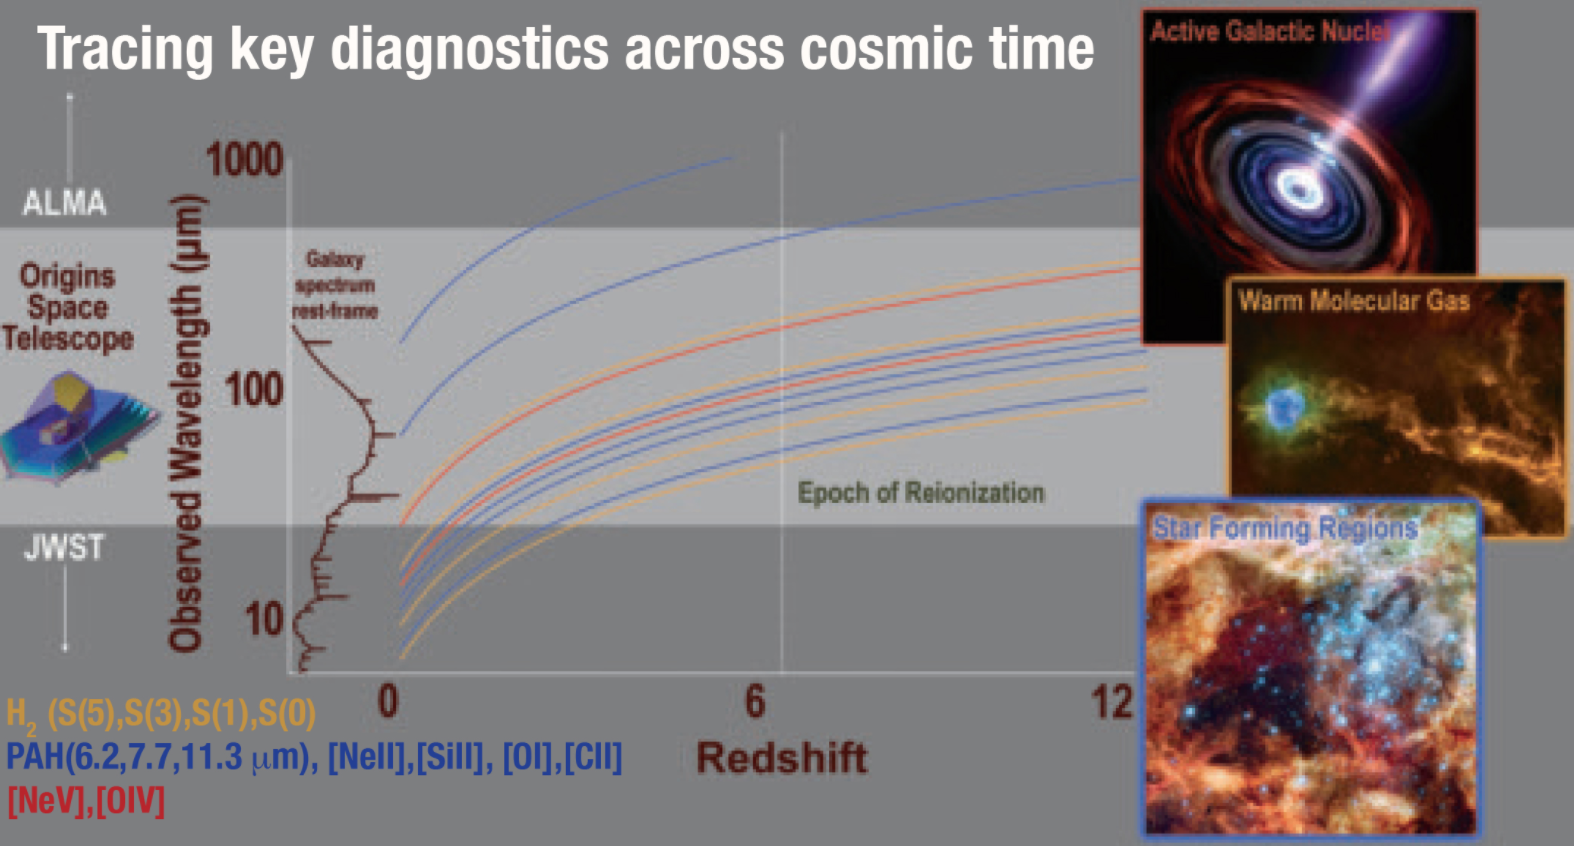 Tracing key diagnostics across cosmic time
Active Galactic Nuclei
1000
ALMA
Origins
Space
Telescope
Observed Wavelength (μm)
Galaxy
spectrum
rest-frame
Warm Molecular Gas
100
Epoch of Reionization
JWST
Star Forming Regions
10
0
6
12
Redshift
H₂ (S(5),S(3),S(1),S(0)
PAH(6.2,7.7,11.3 μm), [NeII],[SiII], [OI],[CII]
[NeV],[OIV]